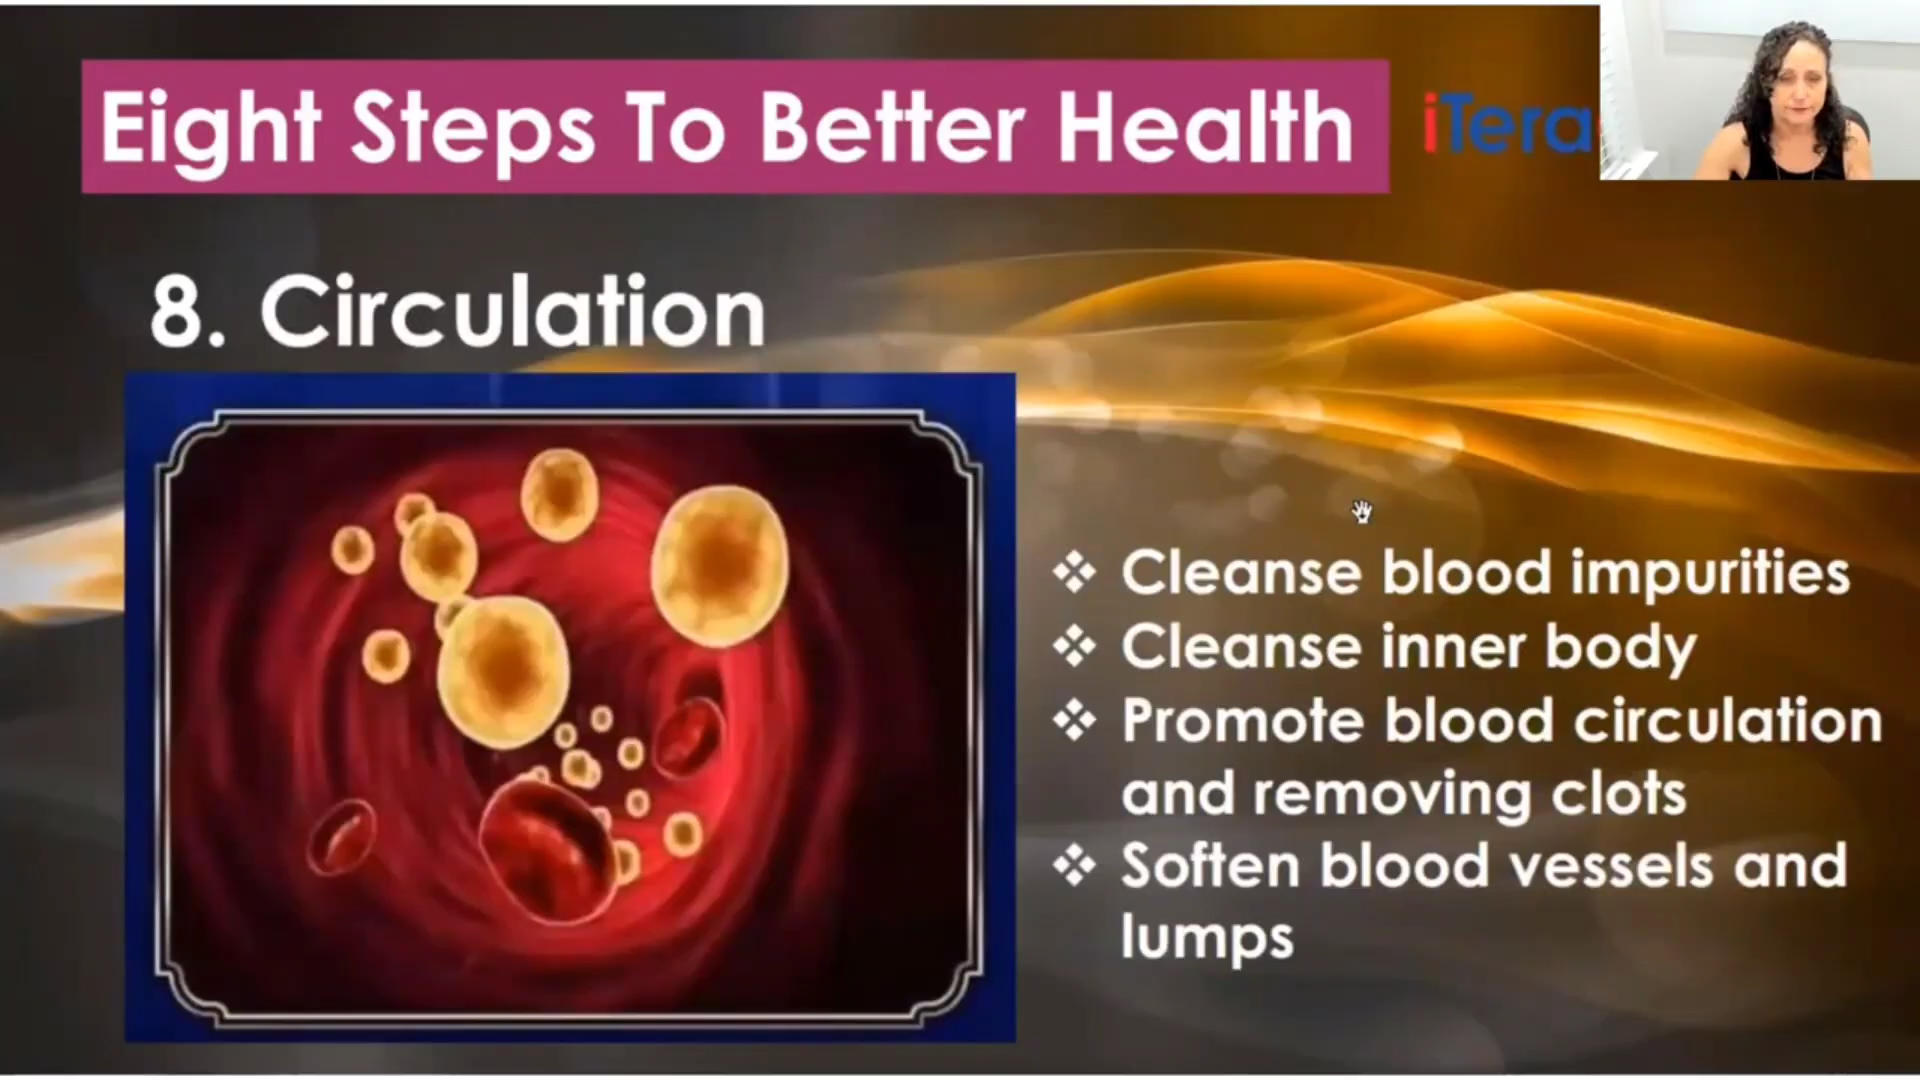 Eight Steps To Better Health
iTera
8. Circulation
❖ Cleanse blood impurities
❖ Cleanse inner body
❖ Promote blood circulation
and removing clots
❖ Soften blood vessels and
lumps